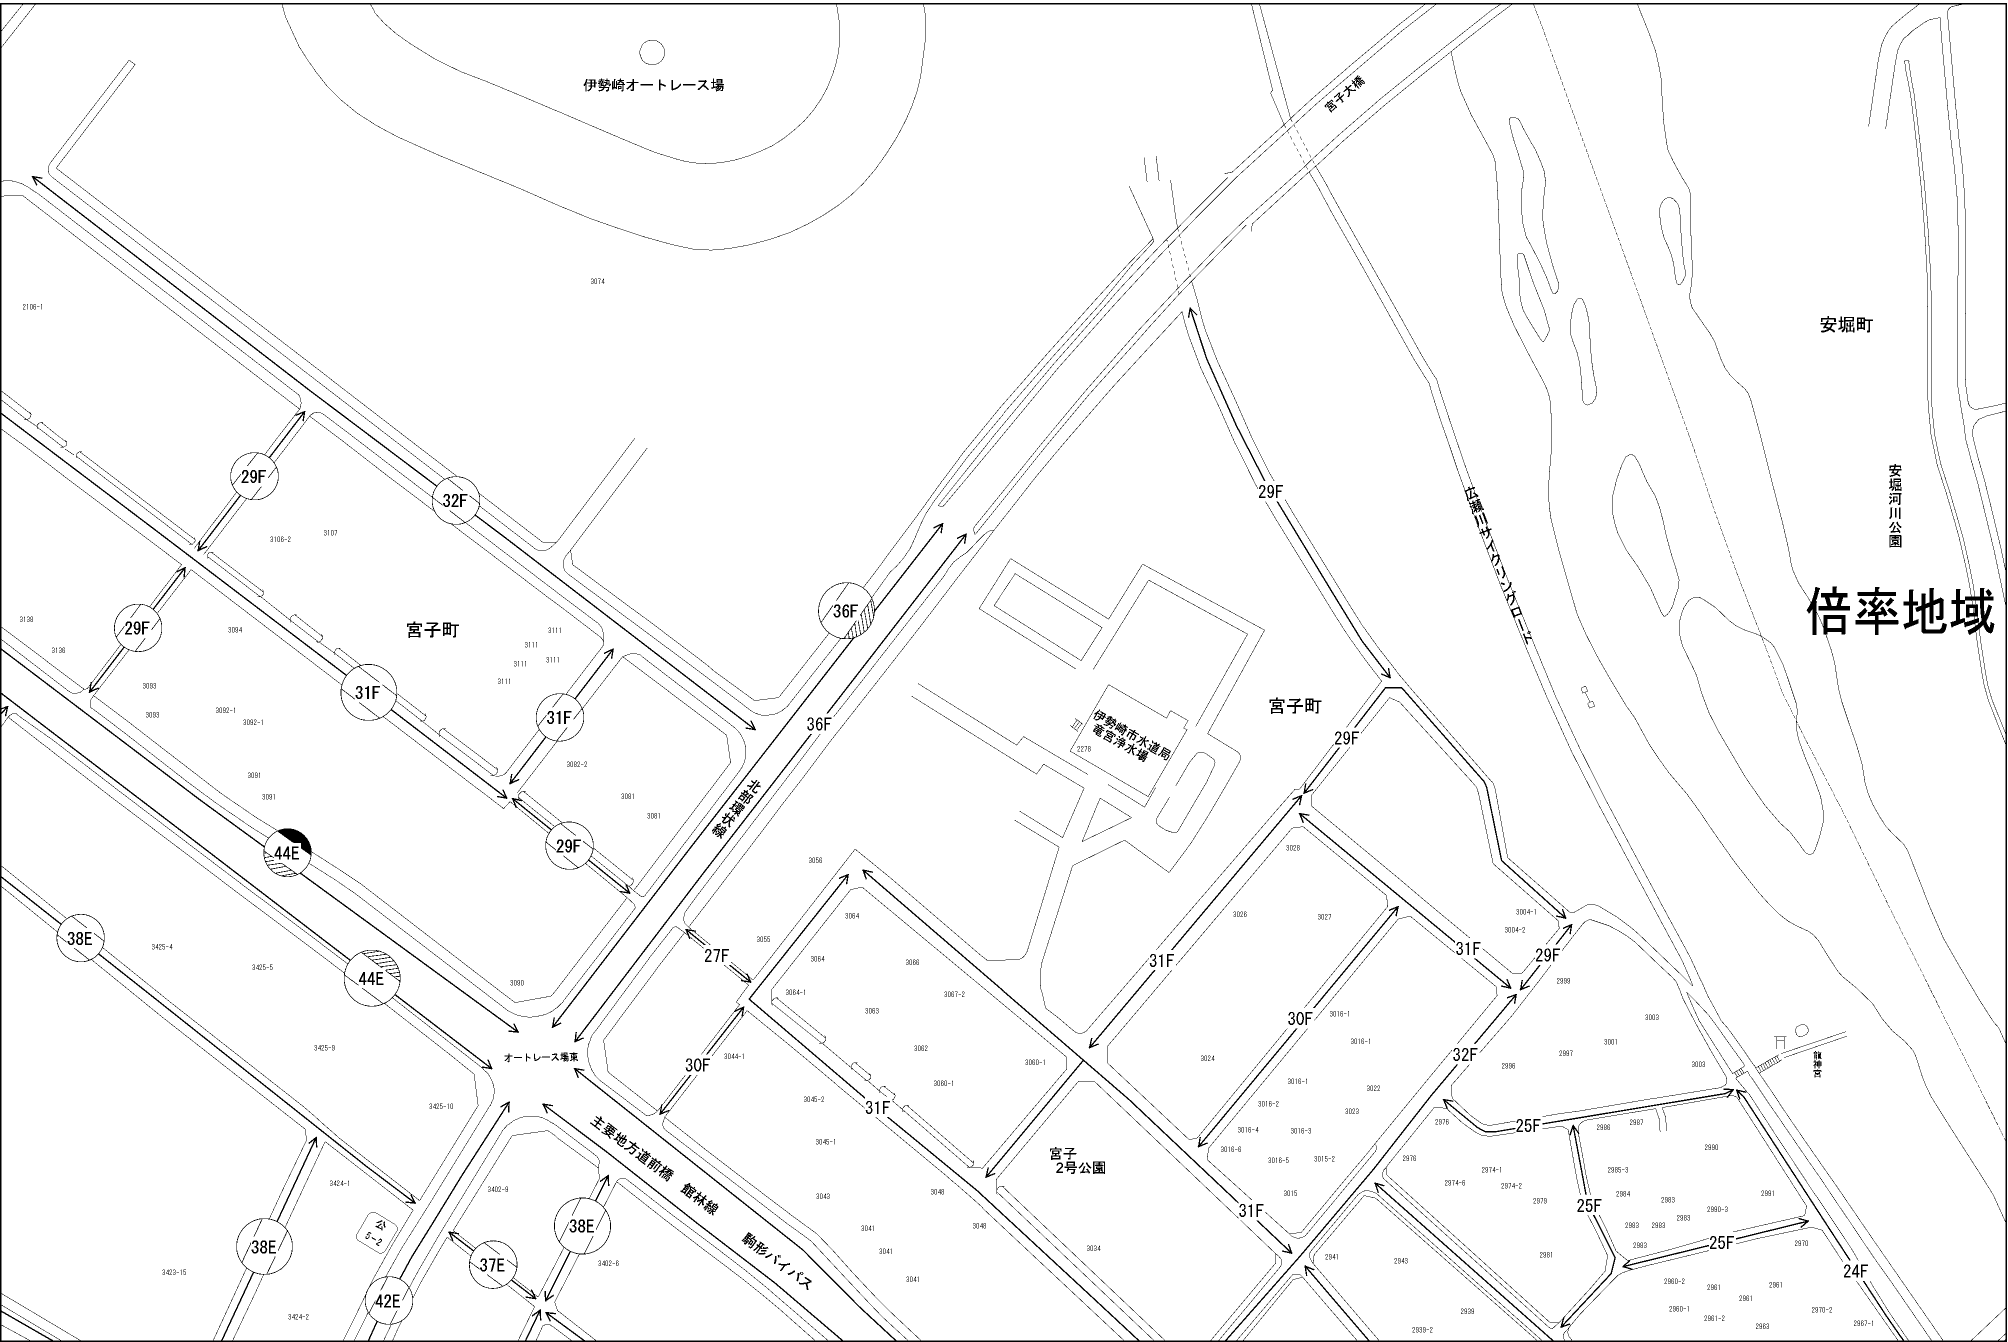 伊勢崎オートレース場
宮子大橋
3074
2106-1
安堀町
29F
32F
29F
広瀬川サイクリングロード
安堀河川公園
3106-2
3107
36F
倍率地域
29F
3138
3094
宮子町
3111
3111
3111
3111
3111
3136
3093
3093
3092-1
3092-1
31F
31F
36F
宮子町
伊勢崎市水道局
竜宮浄水場
2278
29F
3082-2
3091
3091
3081
3081
北部環状線
29F
44E
3056
3028
3064
3026
3027
3004-1
3004-2
38E
3425-4
3425-5
44E
3090
3055
27F
3064
3066
31F
31F
29F
3064-1
3067-2
2999
3063
30F
3016-1
3003
3425-9
オートレース場東
3044-1
3062
3060-1
3024
3016-1
32F
2997
3001
龍神宮
30F
3060-1
3016-1
2996
3003
3425-10
3045-2
31F
3016-2
3022
3023
主要地方道前橋 館林線
3045-1
3016-4
3016-3
2976
25F
2986
2987
3016-6
3016-5
3015-2
2976
2990
宮子
2号公園
2974-1
2985-3
3424-1
3402-9
3043
3048
3015
2974-6
2974-2
2984
2991
公
5-2
38E
3041
3048
31F
2979
25F
2983
2990-3
2983
2983
2983
38E
37E
駒形バイパス
3041
3034
2941
2943
2981
2983
25F
2970
3423-15
3402-6
3041
24F
42E
2960-2
2961
2961
3424-2
2939
2960-1
2961
2970-2
2939-2
2961-2
2963
2967-1